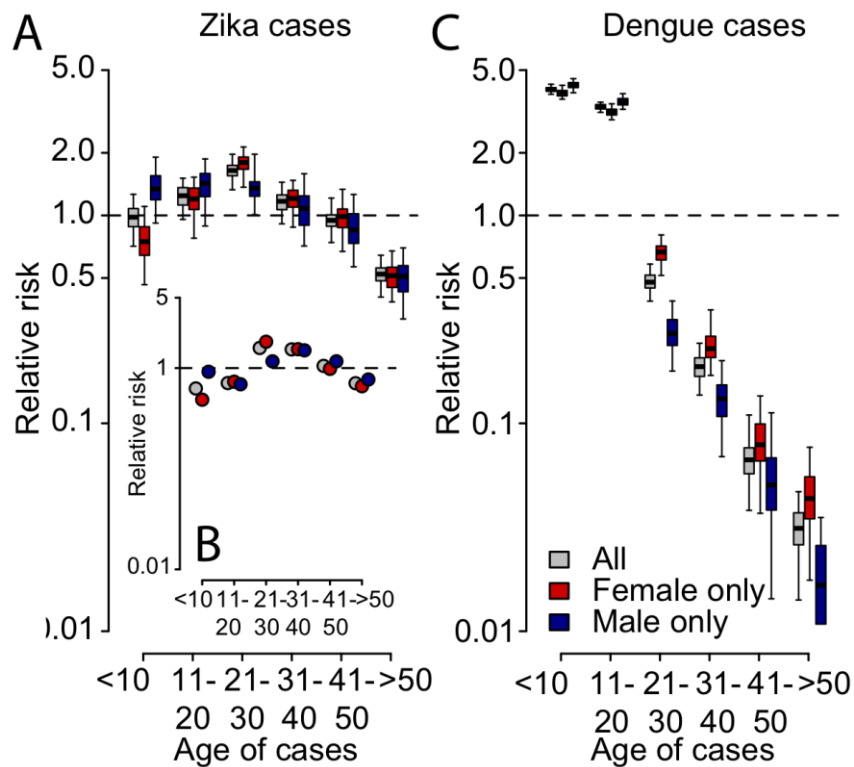 A
Zika cases
Relative risk
5.0
2.0
1.0
0.5
0.1
).01
<10 11- 21- 31- 41- >50
20 30 40 50
Age of cases
B
Relative risk
5
1
0.01
<10 11- 21- 31- 41- >50
20 30 40 50
C
Dengue cases
Relative risk
5.0
2.0
1.0
0.5
0.1
0.01
All
Female only
Male only
<10 11- 21- 31- 41- >50
20 30 40 50
Age of cases